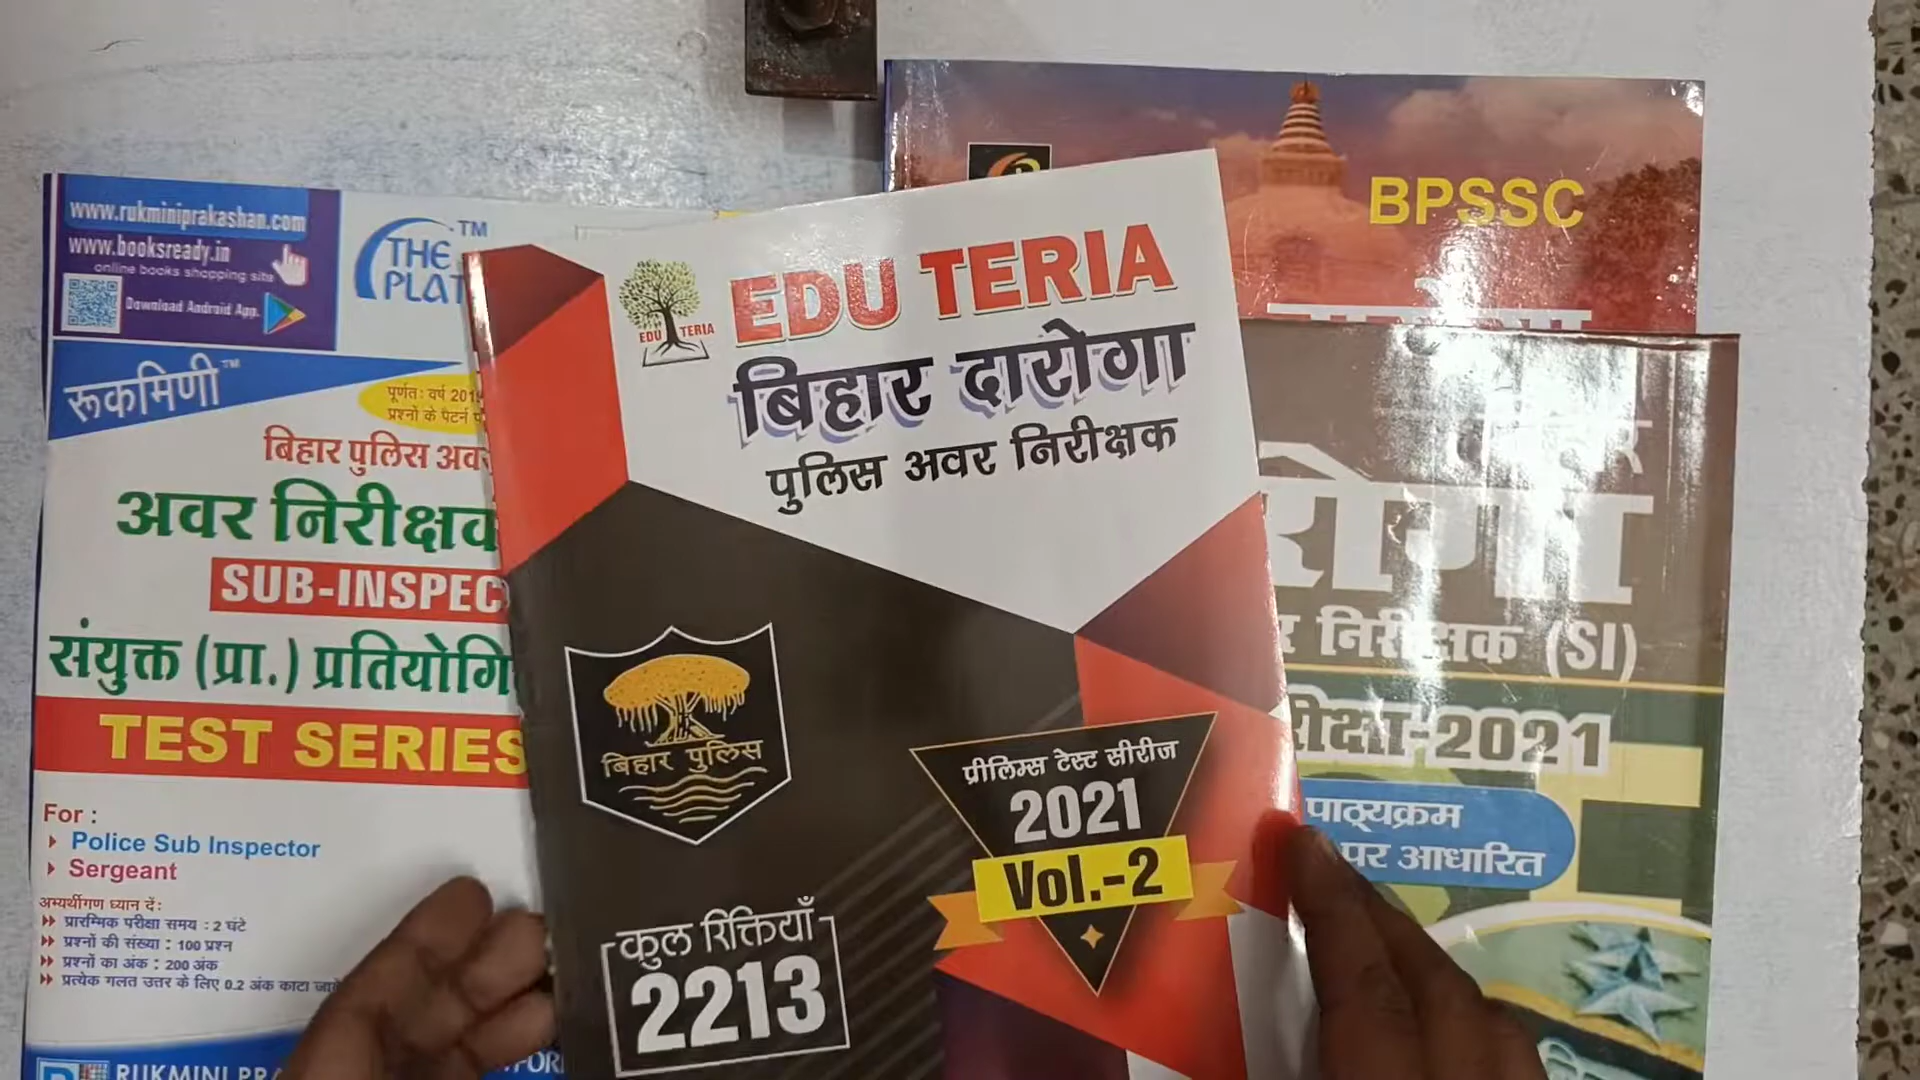 www.rukminiprakashan.com
www.booksready.in
online books shopping site
Download Android App.
THE
PLAT
TM
रूकमिणी
TM
पूर्णतः वर्ष
प्रश्नों के पैटर्न
बिहार पुलिस अवर
अवर निरीक्षक
SUB-INSPEC
संयुक्त (प्रा.) प्रतियोगि
TEST SERIES
For :
Police Sub Inspector
Sergeant
अभ्यर्थीगण ध्यान दें:
प्रारम्भिक परीक्षा समय : 2 घंटे
प्रश्नों की संख्या : 100 प्रश्न
प्रश्नों का अंक : 200 अंक
प्रत्येक गलत उत्तर के लिए 0.2 अंक काटा
RUKMINI PRA
EDU TERIA
EDU TERIA
बिहार दारोगा
पुलिस अवर निरीक्षक
बिहार पुलिस
प्रीलिम्स टेस्ट सीरीज
2021
Vol.-2
कुल रिक्तियाँ
2213
BPSSC
रोगा
र निरीक्षक (SI)
रीक्षा-2021
पाठ्यक्रम
पर आधारित